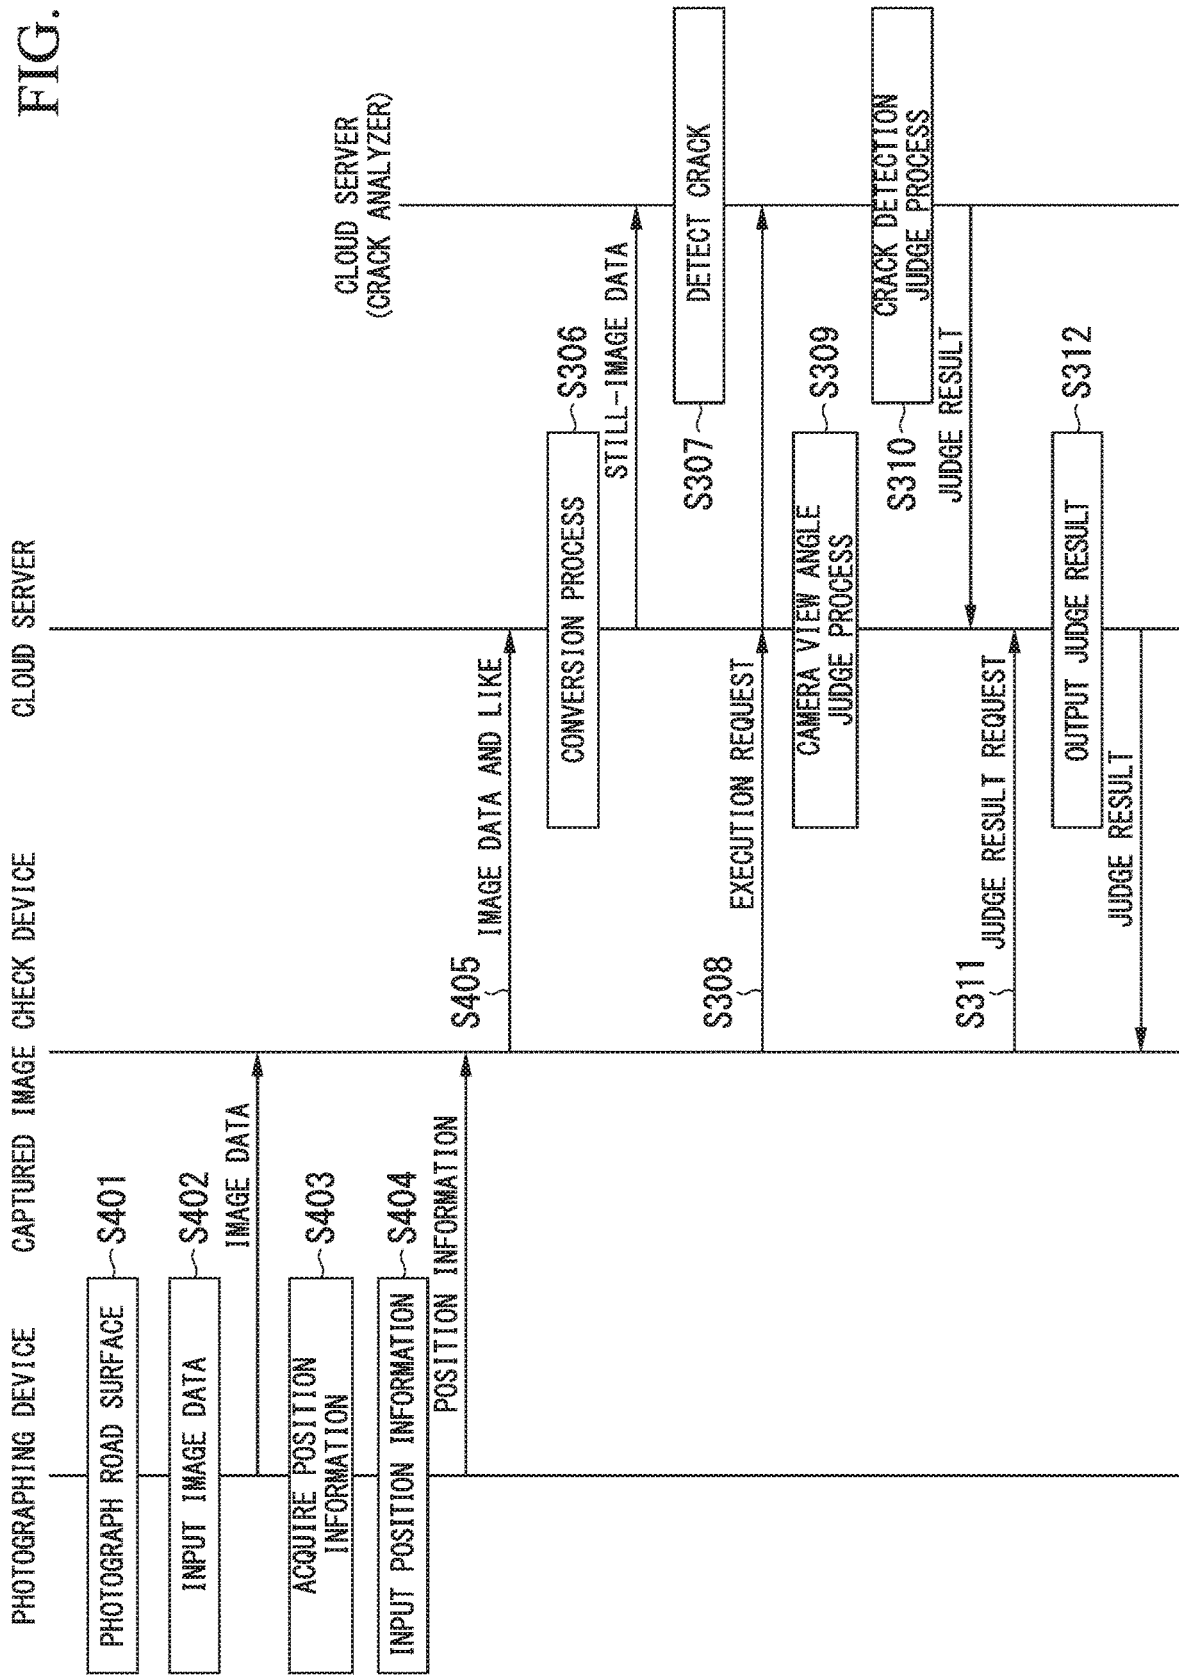 FIG.
PHOTOGRAPHING DEVICE
CAPTURED IMAGE CHECK DEVICE
CLOUD SERVER
CLOUD SERVER
(CRACK ANALYZER)
PHOTOGRAPH ROAD SURFACE
S401
INPUT IMAGE DATA
S402
IMAGE DATA
ACQUIRE POSITION
INFORMATION
S403
INPUT POSITION INFORMATION
S404
POSITION INFORMATION
S405
IMAGE DATA AND LIKE
CONVERSION PROCESS
S306
STILL-IMAGE DATA
S307
DETECT CRACK
S308
EXECUTION REQUEST
CAMERA VIEW ANGLE
JUDGE PROCESS
S309
S310
CRACK DETECTION
JUDGE PROCESS
JUDGE RESULT
S311
JUDGE RESULT REQUEST
OUTPUT JUDGE RESULT
S312
JUDGE RESULT